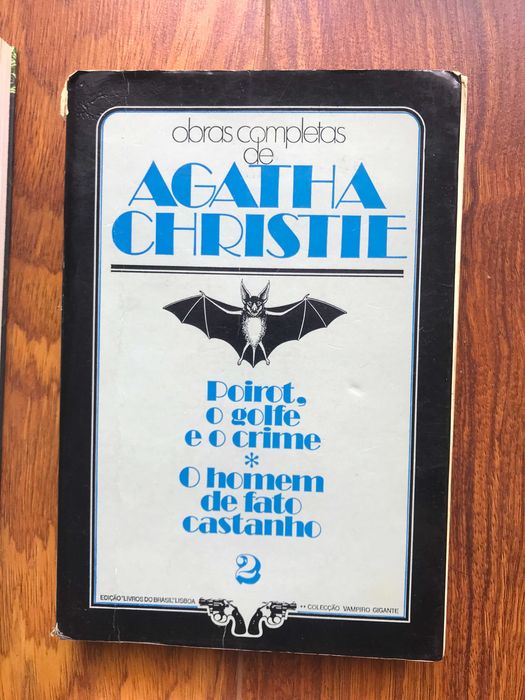 obras completas
de
AGATHA
CHRISTIE
Poirot,
o golfe
e o crime
*
O homem
de fato
castanho
2
EDIÇÃO "LIVROS DO BRASIL" LISBOA
** COLECÇÃO VAMPIRO GIGANTE